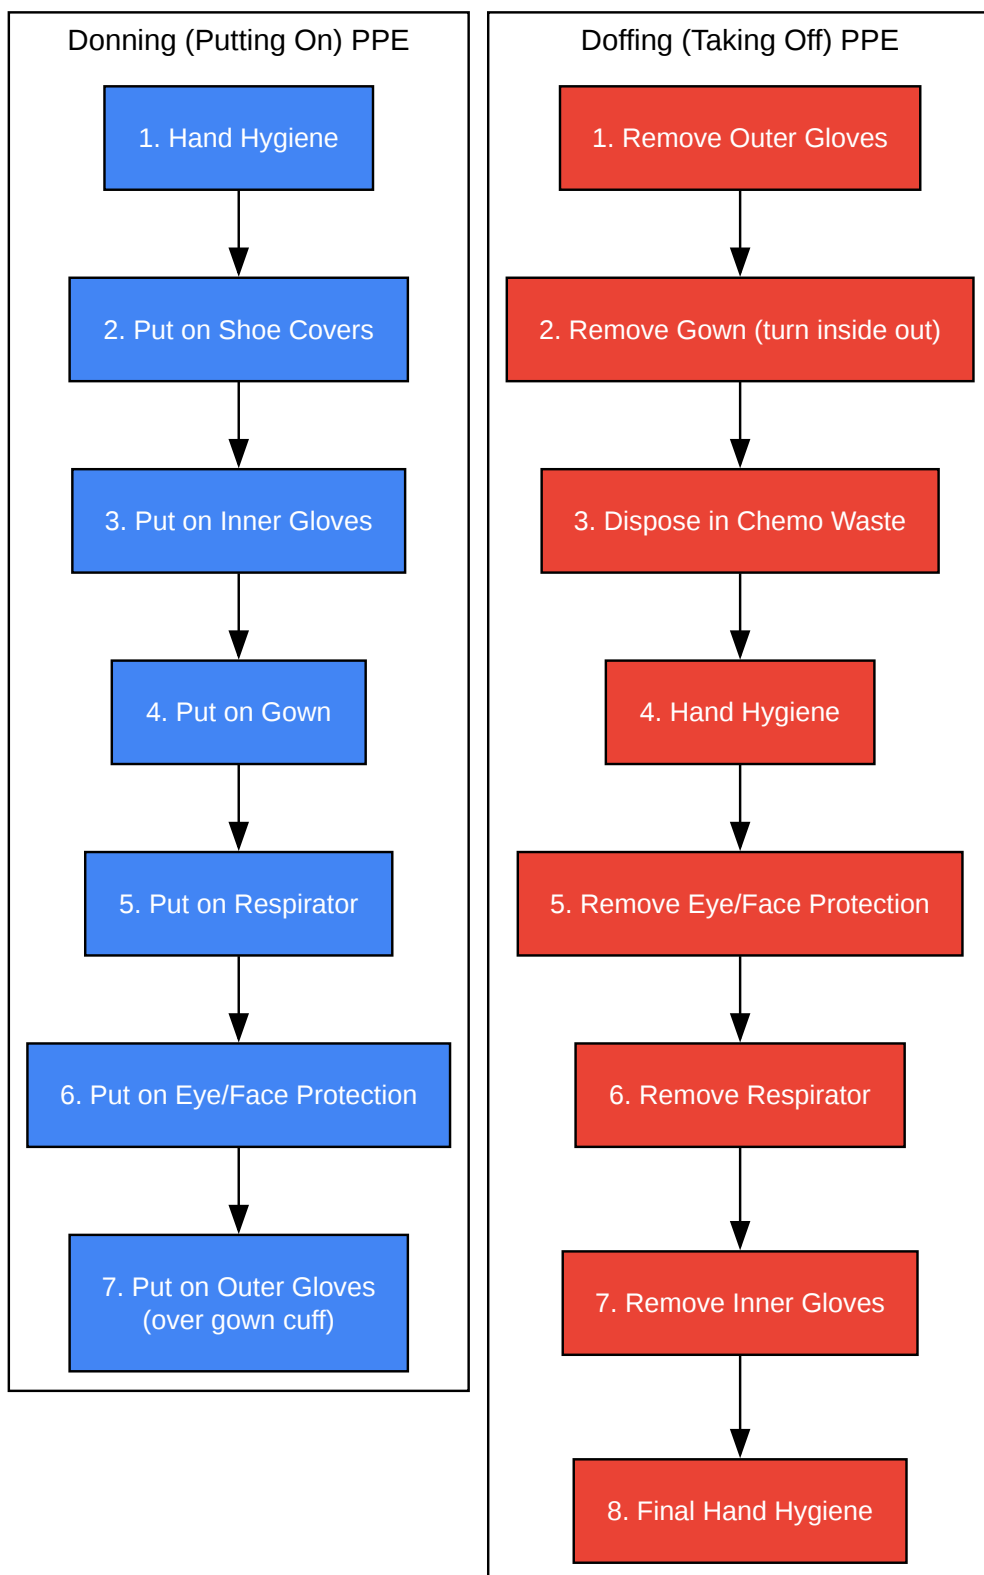 Donning (Putting On) PPE
1. Hand Hygiene
2. Put on Shoe Covers
3. Put on Inner Gloves
4. Put on Gown
5. Put on Respirator
6. Put on Eye/Face Protection
7. Put on Outer Gloves
(over gown cuff)
Doffing (Taking Off) PPE
1. Remove Outer Gloves
2. Remove Gown (turn inside out)
3. Dispose in Chemo Waste
4. Hand Hygiene
5. Remove Eye/Face Protection
6. Remove Respirator
7. Remove Inner Gloves
8. Final Hand Hygiene